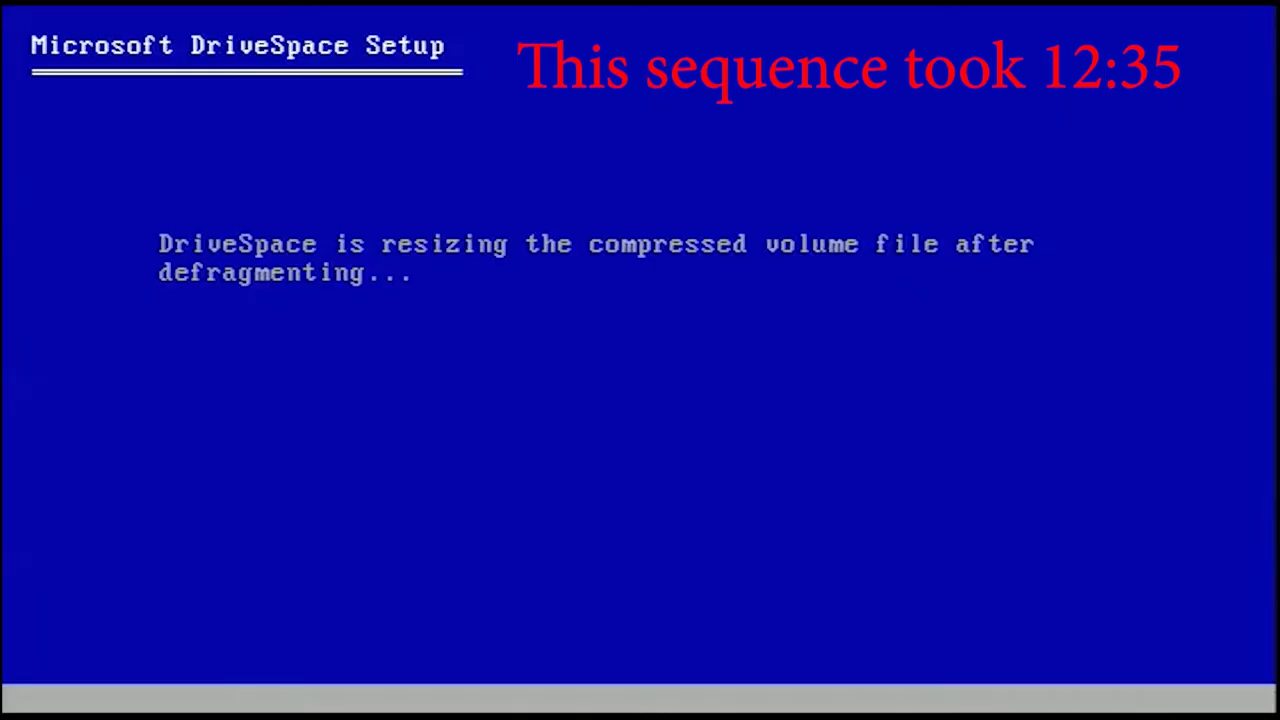 Microsoft DriveSpace Setup
This sequence took 12:35
DriveSpace is resizing the compressed volume file after
defragmenting...